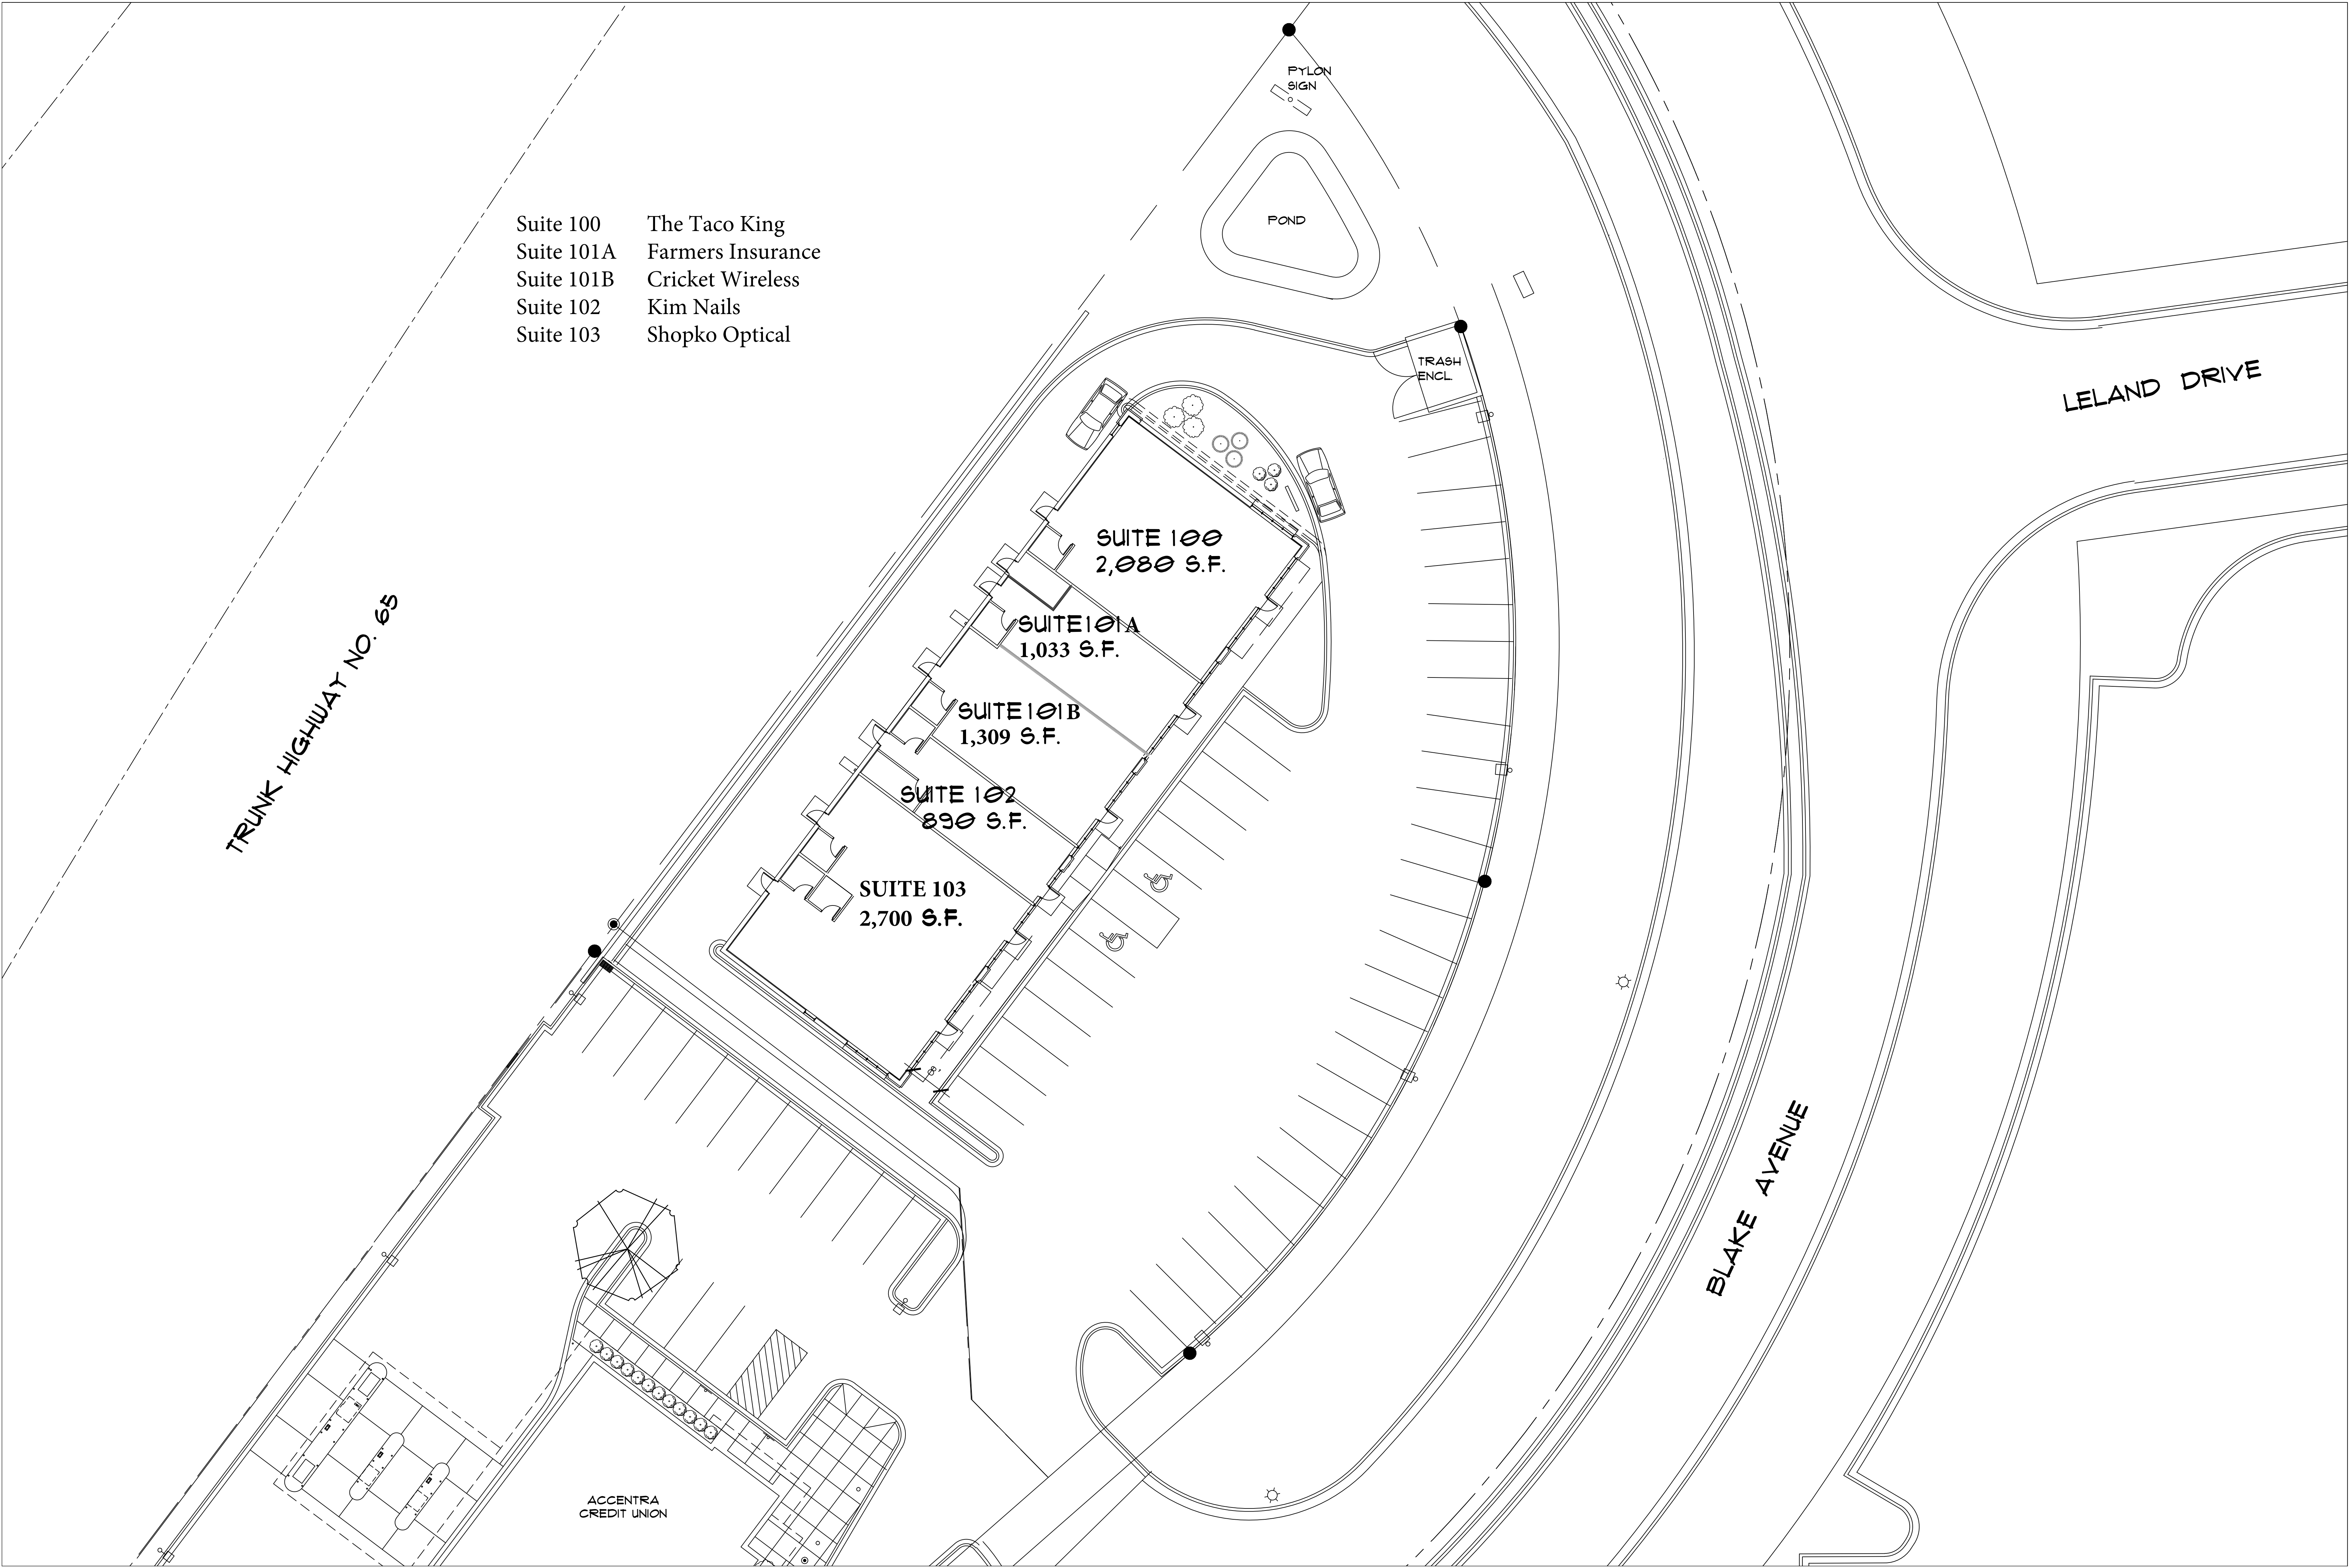 PYLON
SIGN
POND
Suite 100 The Taco King
Suite 101A Farmers Insurance
Suite 101B Cricket Wireless
Suite 102 Kim Nails
Suite 103 Shopko Optical
TRASH
ENCL.
LELAND DRIVE
SUITE 100
2,080 S.F.
TRUNK HIGHWAY NO. 65
SUITE101A
1,033 S.F.
SUITE101B
1,309 S.F.
SUITE 102
890 S.F.
SUITE 103
2,700 S.F.
8'
BLAKE AVENUE
ACCENTRA
CREDIT UNION